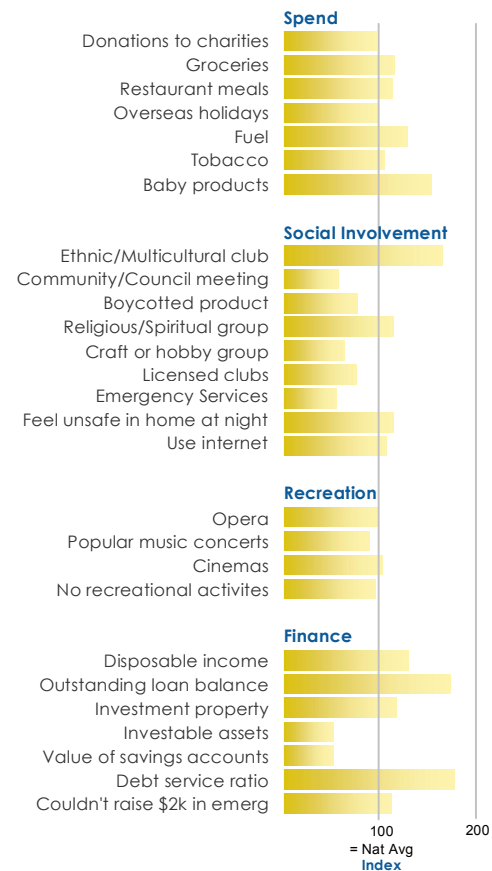 Spend
Donations to charities
Groceries
Restaurant meals
Overseas holidays
Fuel
Tobacco
Baby products
Social Involvement
Ethnic/Multicultural club
Community/Council meeting
Boycotted product
Religious/Spiritual group
Craft or hobby group
Licensed clubs
Emergency Services
Feel unsafe in home at night
Use internet
Recreation
Opera
Popular music concerts
Cinemas
No recreational activites
Finance
Disposable income
Outstanding loan balance
Investment property
Investable assets
Value of savings accounts
Debt service ratio
Couldn't raise $2k in emerg
100 200
= Nat Avg
Index